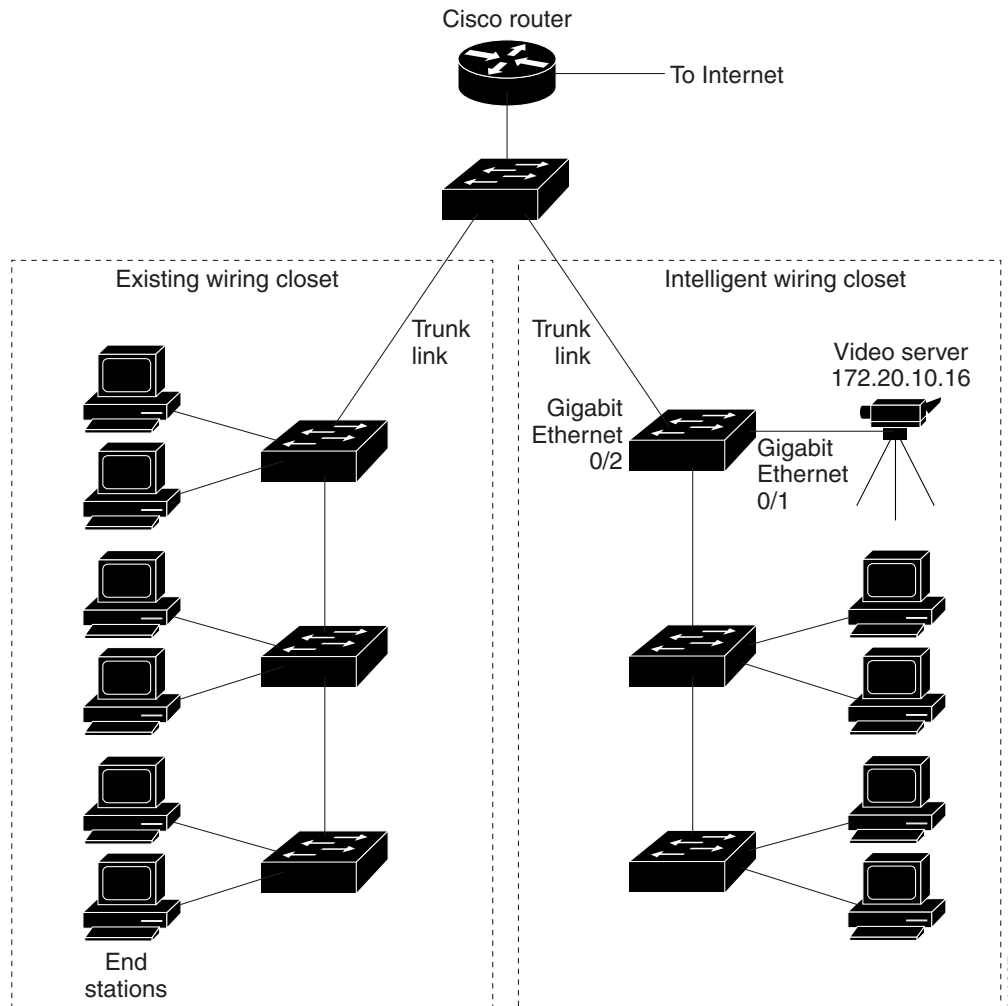 Cisco router
To Internet
Existing wiring closet
Intelligent wiring closet
Trunk
link
Trunk
link
Video server
172.20.10.16
Gigabit
Ethernet
0/2
Gigabit
Ethernet
0/1
End
stations